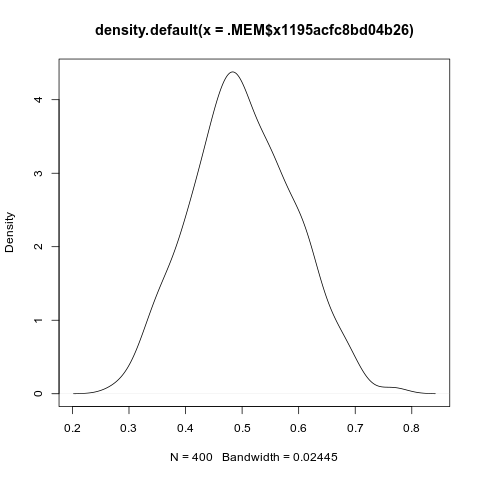 density.default(x = .MEM$x1195acfc8bd04b26)
Density
4
3
2
1
0
0.2 0.3 0.4 0.5 0.6 0.7 0.8
N = 400 Bandwidth = 0.02445